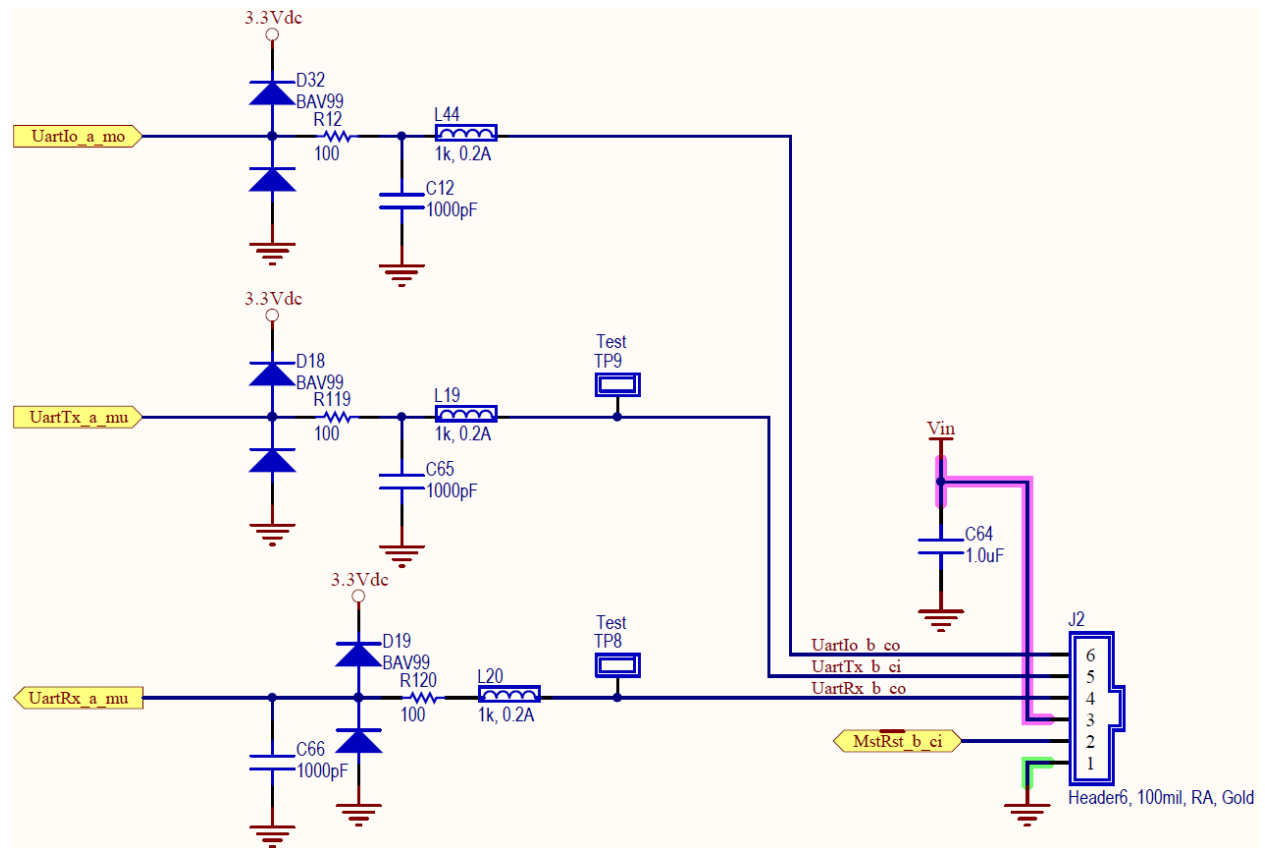 3.3Vdc
D32
BAV99
R12
100
L44
1k, 0.2A
UartIo_a_mo
C12
1000pF
3.3Vdc
D18
BAV99
R119
100
L19
1k, 0.2A
Test
TP9
UartTx_a_mu
C65
1000pF
Vin
C64
1.0uF
3.3Vdc
D19
BAV99
R120
100
L20
1k, 0.2A
Test
TP8
UartRx_a_mu
C66
1000pF
J2
UartIo_b_co
6
UartTx_b_ci
5
UartRx_b_co
4
3
MstRst_b_ci
2
1
Header6, 100mil, RA, Gold